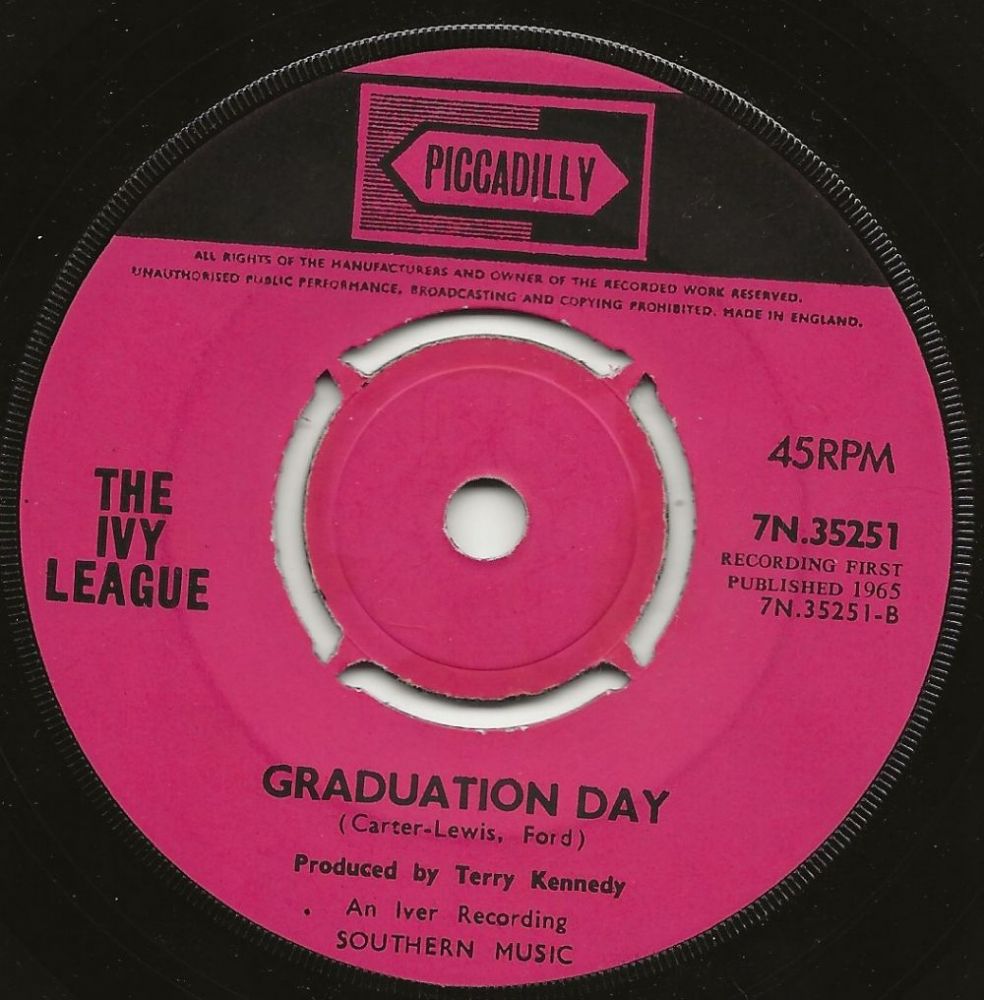 PICCADILLY
ALL RIGHTS OF THE MANUFACTURERS AND OWNER OF THE RECORDED WORK RESERVED.
UNAUTHORISED PUBLIC PERFORMANCE, BROADCASTING AND COPYING PROHIBITED. MADE IN ENGLAND.
45RPM
THE
IVY
LEAGUE
7N.35251
RECORDING FIRST
PUBLISHED 1965
7N.35251-B
GRADUATION DAY
(Carter-Lewis, Ford)
Produced by Terry Kennedy
An Iver Recording
SOUTHERN MUSIC